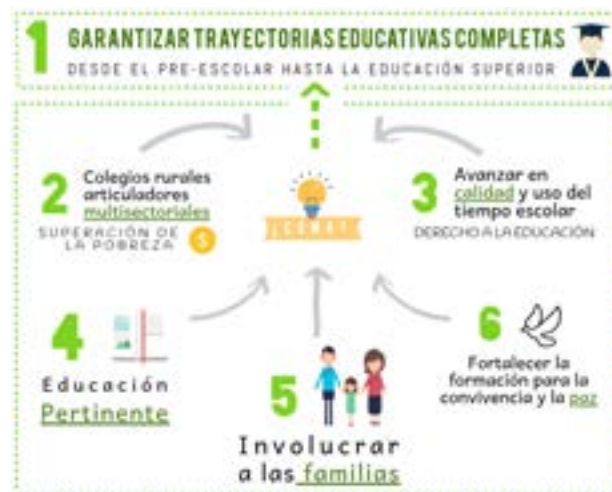 1 GARANTIZAR TRAYECTORIAS EDUCATIVAS COMPLETAS
DESDE EL PRE-ESCOLAR HASTA LA EDUCACIÓN SUPERIOR
2 Colegios rurales
articuladores
multisectoriales
SUPERACIÓN DE
LA POBREZA $
¿CÓMO?
3 Avanzar en
calidad y uso del
tiempo escolar
DERECHO A LA EDUCACIÓN
4
Educación
Pertinente
5
Involucrar
a las familias
6
Fortalecer la
formación para la
convivencia y la paz